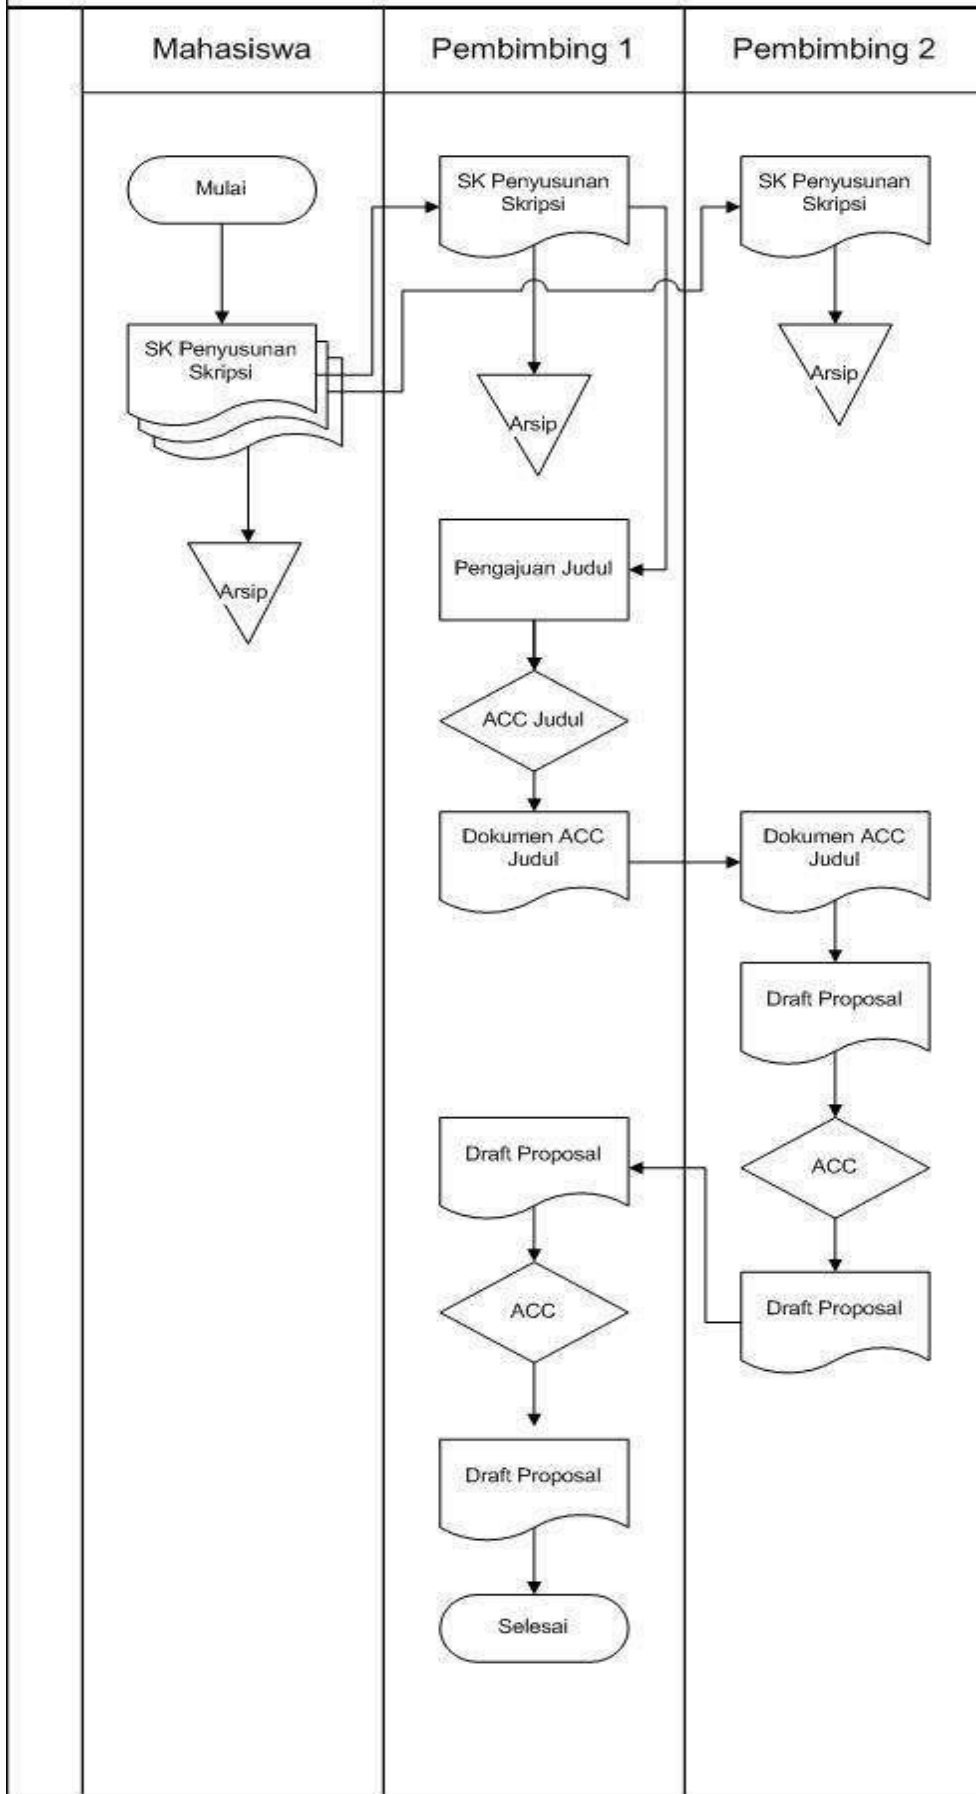 Mahasiswa
Pembimbing 1
Pembimbing 2
Mulai
SK Penyusunan
Skripsi
SK Penyusunan
Skripsi
SK Penyusunan
Skripsi
Arsip
Arsip
Arsip
Pengajuan Judul
ACC Judul
Dokumen ACC
Judul
Dokumen ACC
Judul
Draft Proposal
ACC
Draft Proposal
Draft Proposal
ACC
Draft Proposal
Selesai